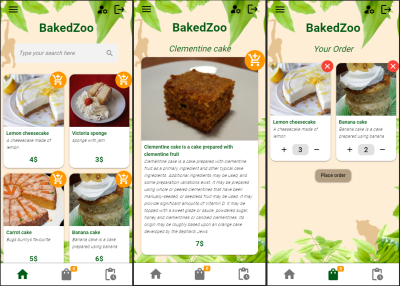 BakedZoo
Type your search here
Lemon cheesecake
A cheesecake made of
lemon
4$
Victoria sponge
sponge with jam
3$
Carrot cake
Bugs bunnys favourite
5$
Banana cake
Banana cake is a cake
prepared using banana
6$
BakedZoo
Clementine cake
Clementine cake is a cake prepared with
clementine fruit
Clementine cake is a cake prepared with clementine
fruit as a primary ingredient and other typical cake
ingredients. Additional ingredients may be used, and
some preparation variations exist. It may be prepared
using whole or peeled clementines that have been
manually-seeded, or seedless fruit may be used. It may
provide significant amounts of vitamin C. It may be
topped with a sweet glaze or sauce, powdered sugar,
honey and clementines or candied clementines. Its
origin may be roughly based upon an orange cake
developed by the Sephardi Jews.
7$
BakedZoo
Your Order
Lemon cheesecake
A cheesecake made of
lemon
+ 3 −
Banana cake
Banana cake is a cake
prepared using banana
+ 2 −
Place order